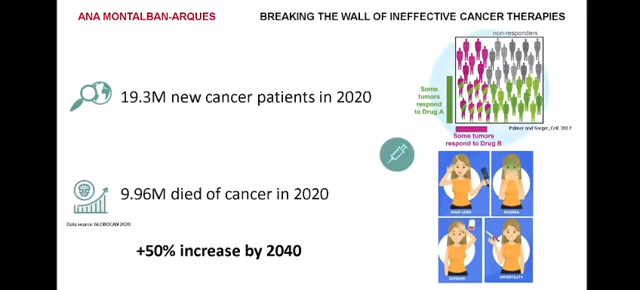 ANA MONTALBAN-ARQUES
BREAKING THE WALL OF INEFFECTIVE CANCER THERAPIES
non-responders
19.3M new cancer patients in 2020
Some
tumors
respond
to Drug A
Palmer and Sorger, Cell 2017
Some tumors
respond to Drug B
9.96M died of cancer in 2020
HAIR LOSS
NAUSEA
Data source: GLOBOCAN 2020
+50% increase by 2040
FATIGUE
INFERTILITY